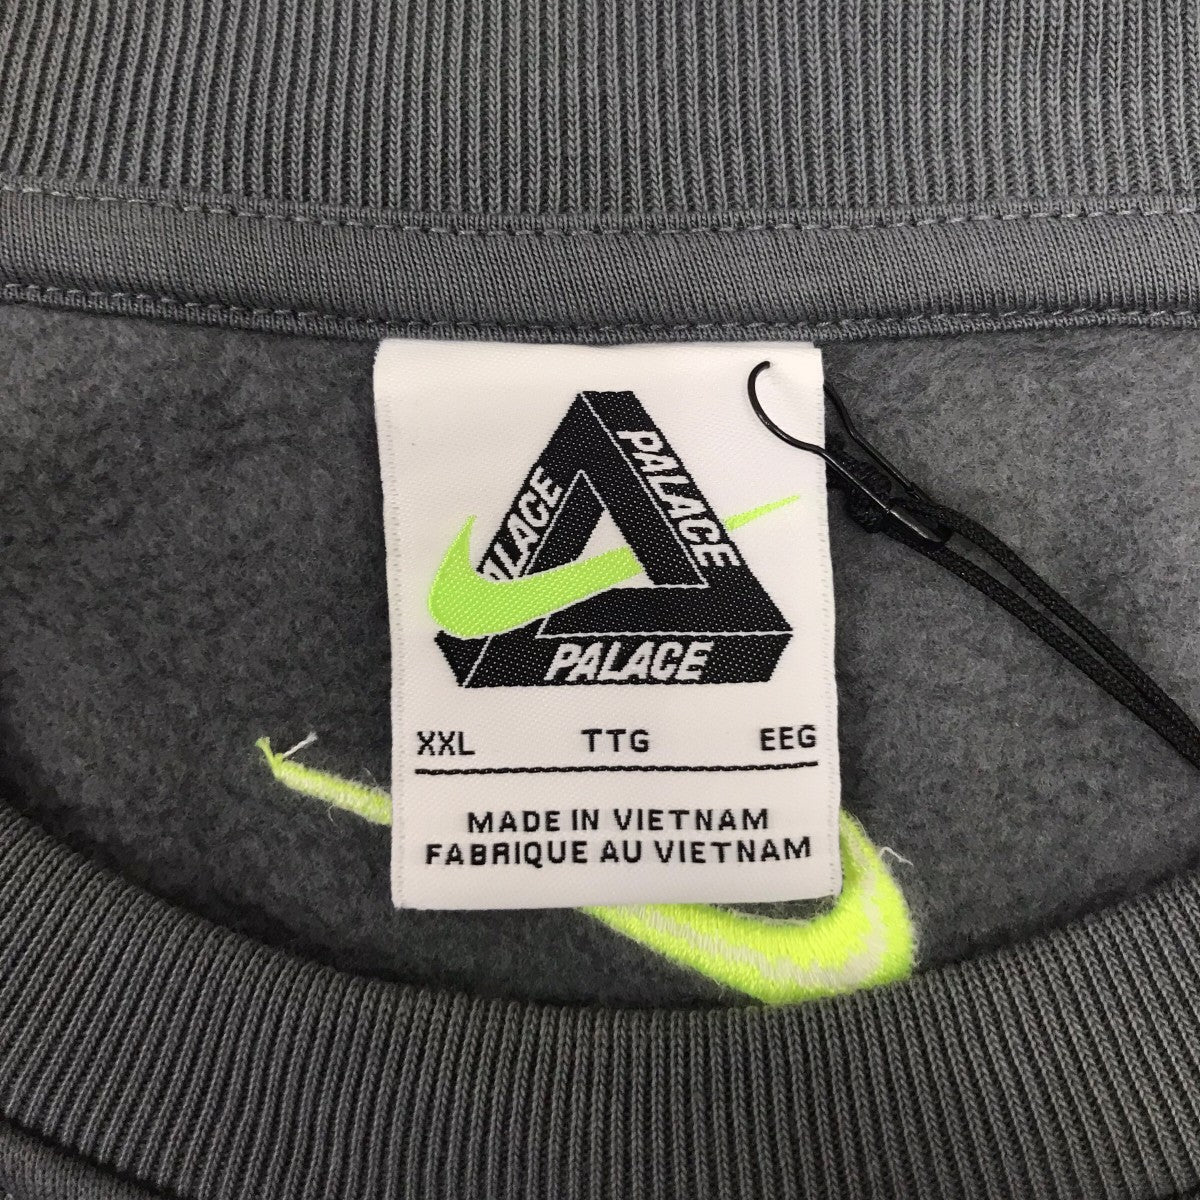 PALACE
PALACE
PALACE
XXL TTG EEG
MADE IN VIETNAM
FABRIQUE AU VIETNAM